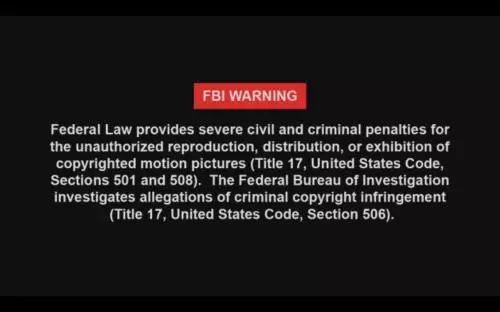 FBI WARNING
Federal Law provides severe civil and criminal penalties for
the unauthorized reproduction, distribution, or exhibition of
copyrighted motion pictures (Title 17, United States Code,
Sections 501 and 508).  The Federal Bureau of Investigation
investigates allegations of criminal copyright infringement
(Title 17, United States Code, Section 506).